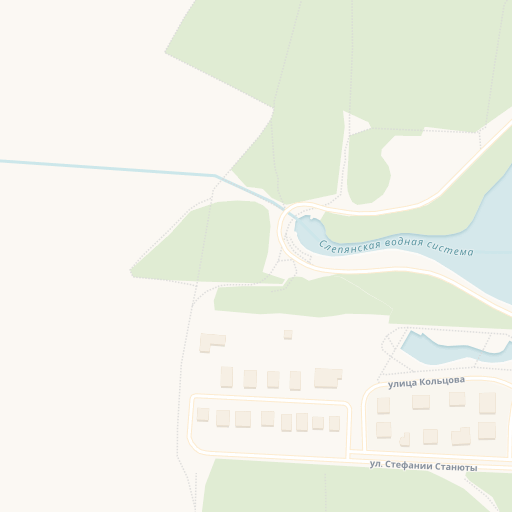 Слепянская водная система
улица Кольцова
ул. Стефании Станюты